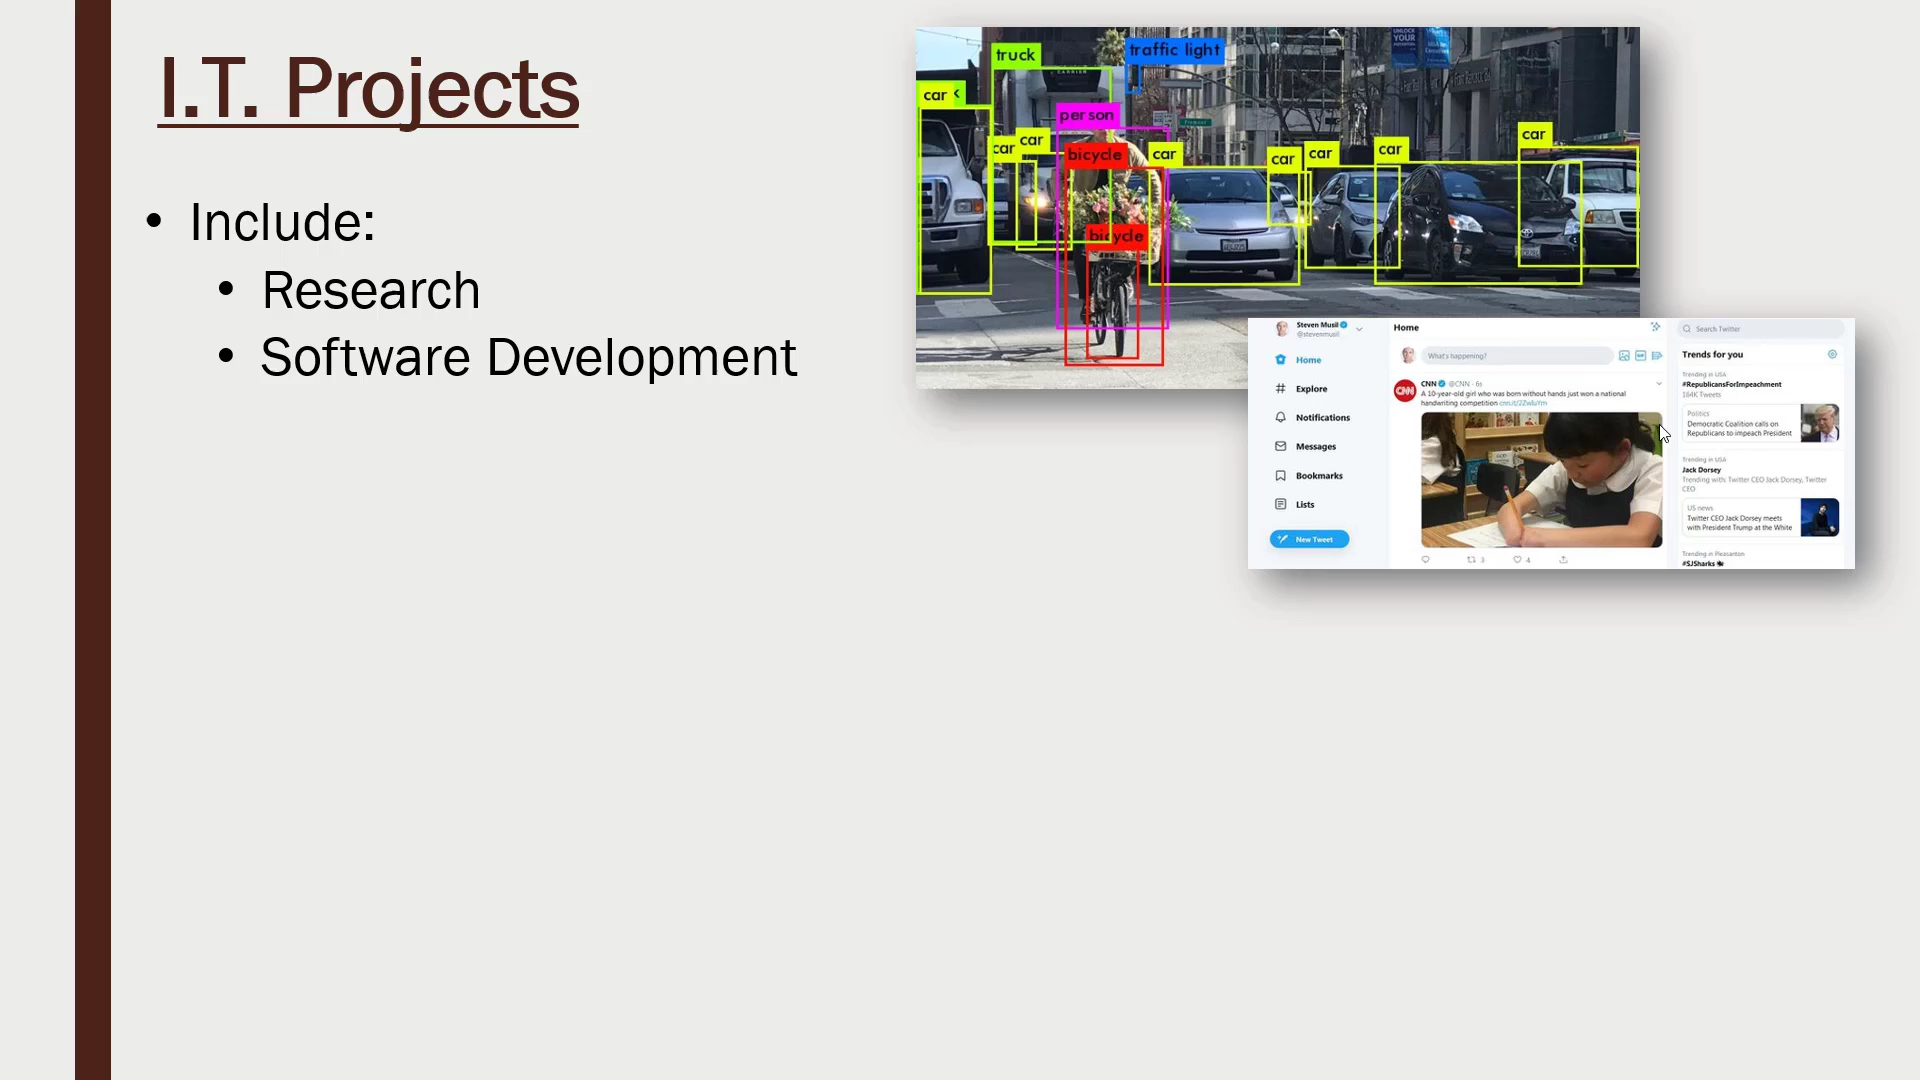 I.T. Projects
Include:
Research
Software Development
truck
traffic light
car
person
car
car
bicycle
car
car
car
car
car
bicycle
Steven Musil
@stevenmusil
Home
Explore
Notifications
Messages
Bookmarks
Lists
New Tweet
Home
What's happening?
CNN @CNN · 6s
A 10-year-old girl who was born without hands just won a national
handwriting competition cnn.it/2ZwIuYm
3
4
Search Twitter
Trends for you
Trending in USA
#RepublicansForImpeachment
164K Tweets
Politics
Democratic Coalition calls on
Republicans to impeach President
Trending in USA
Jack Dorsey
Trending with: Twitter CEO Jack Dorsey, Twitter
CEO
US news
Twitter CEO Jack Dorsey meets
with President Trump at the White
Trending in Pleasanton
#SJSharks